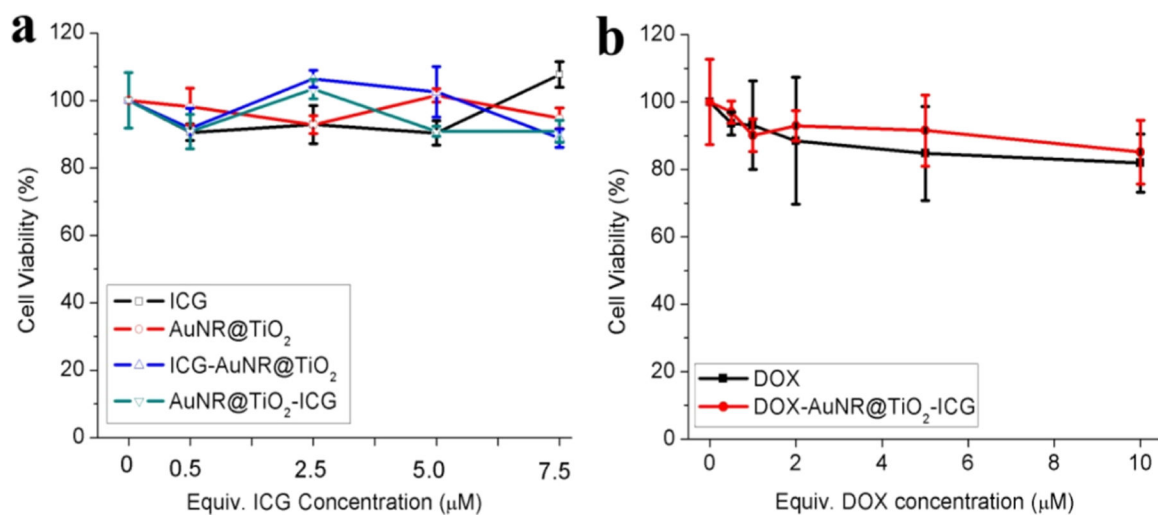 a
120
100
80
60
40
20
0
Cell Viability (%)
ICG
AuNR@TiO₂
ICG-AuNR@TiO₂
AuNR@TiO₂-ICG
0 0.5 2.5 5.0 7.5
Equiv. ICG Concentration (μM)
b
120
100
80
60
40
20
0
Cell Viability (%)
DOX
DOX-AuNR@TiO₂-ICG
0 2 4 6 8 10
Equiv. DOX concentration (μM)